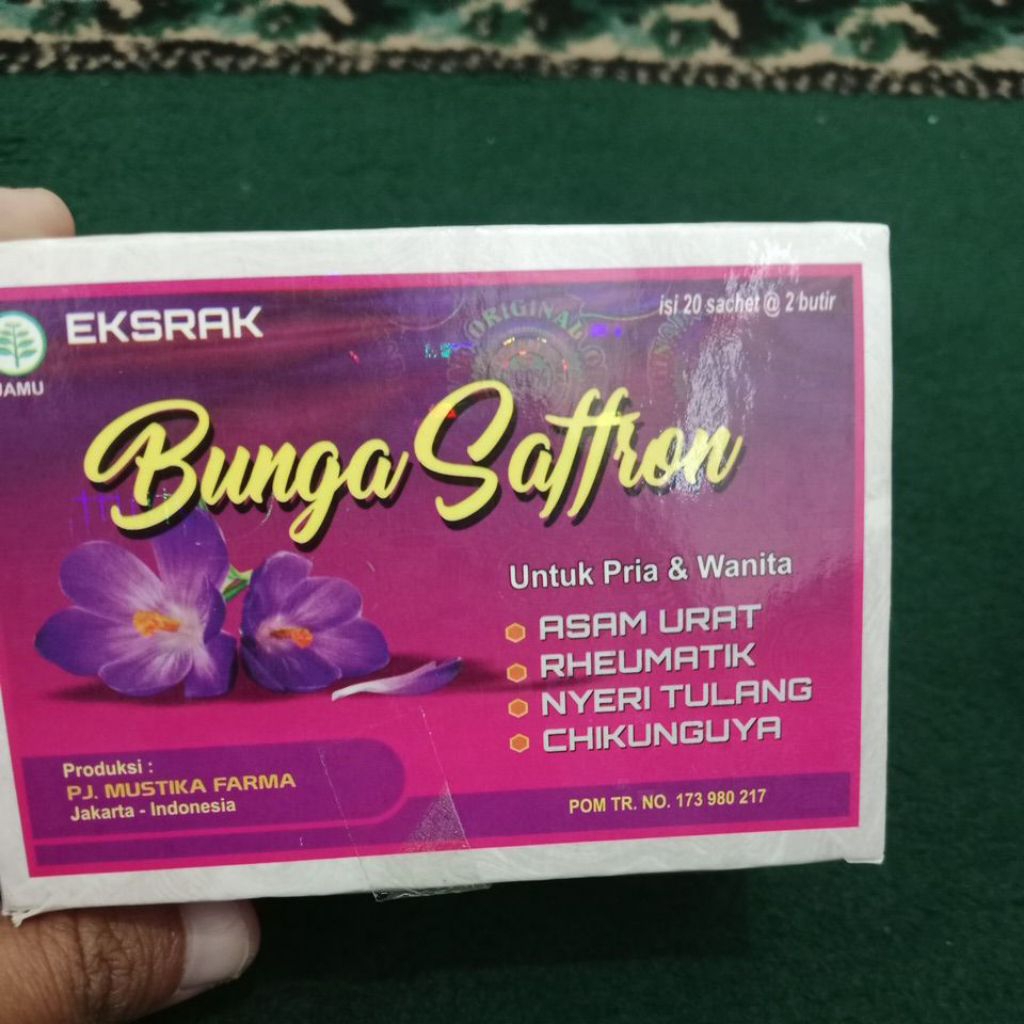 EKSRAK
isi 20 sachet @ 2 butir
JAMU
ORIGINAL
Bunga Saffron
Untuk Pria & Wanita
ASAM URAT
RHEUMATIK
NYERI TULANG
CHIKUNGUYA
Produksi :
PJ. MUSTIKA FARMA
Jakarta - Indonesia
POM TR. NO. 173 980 217